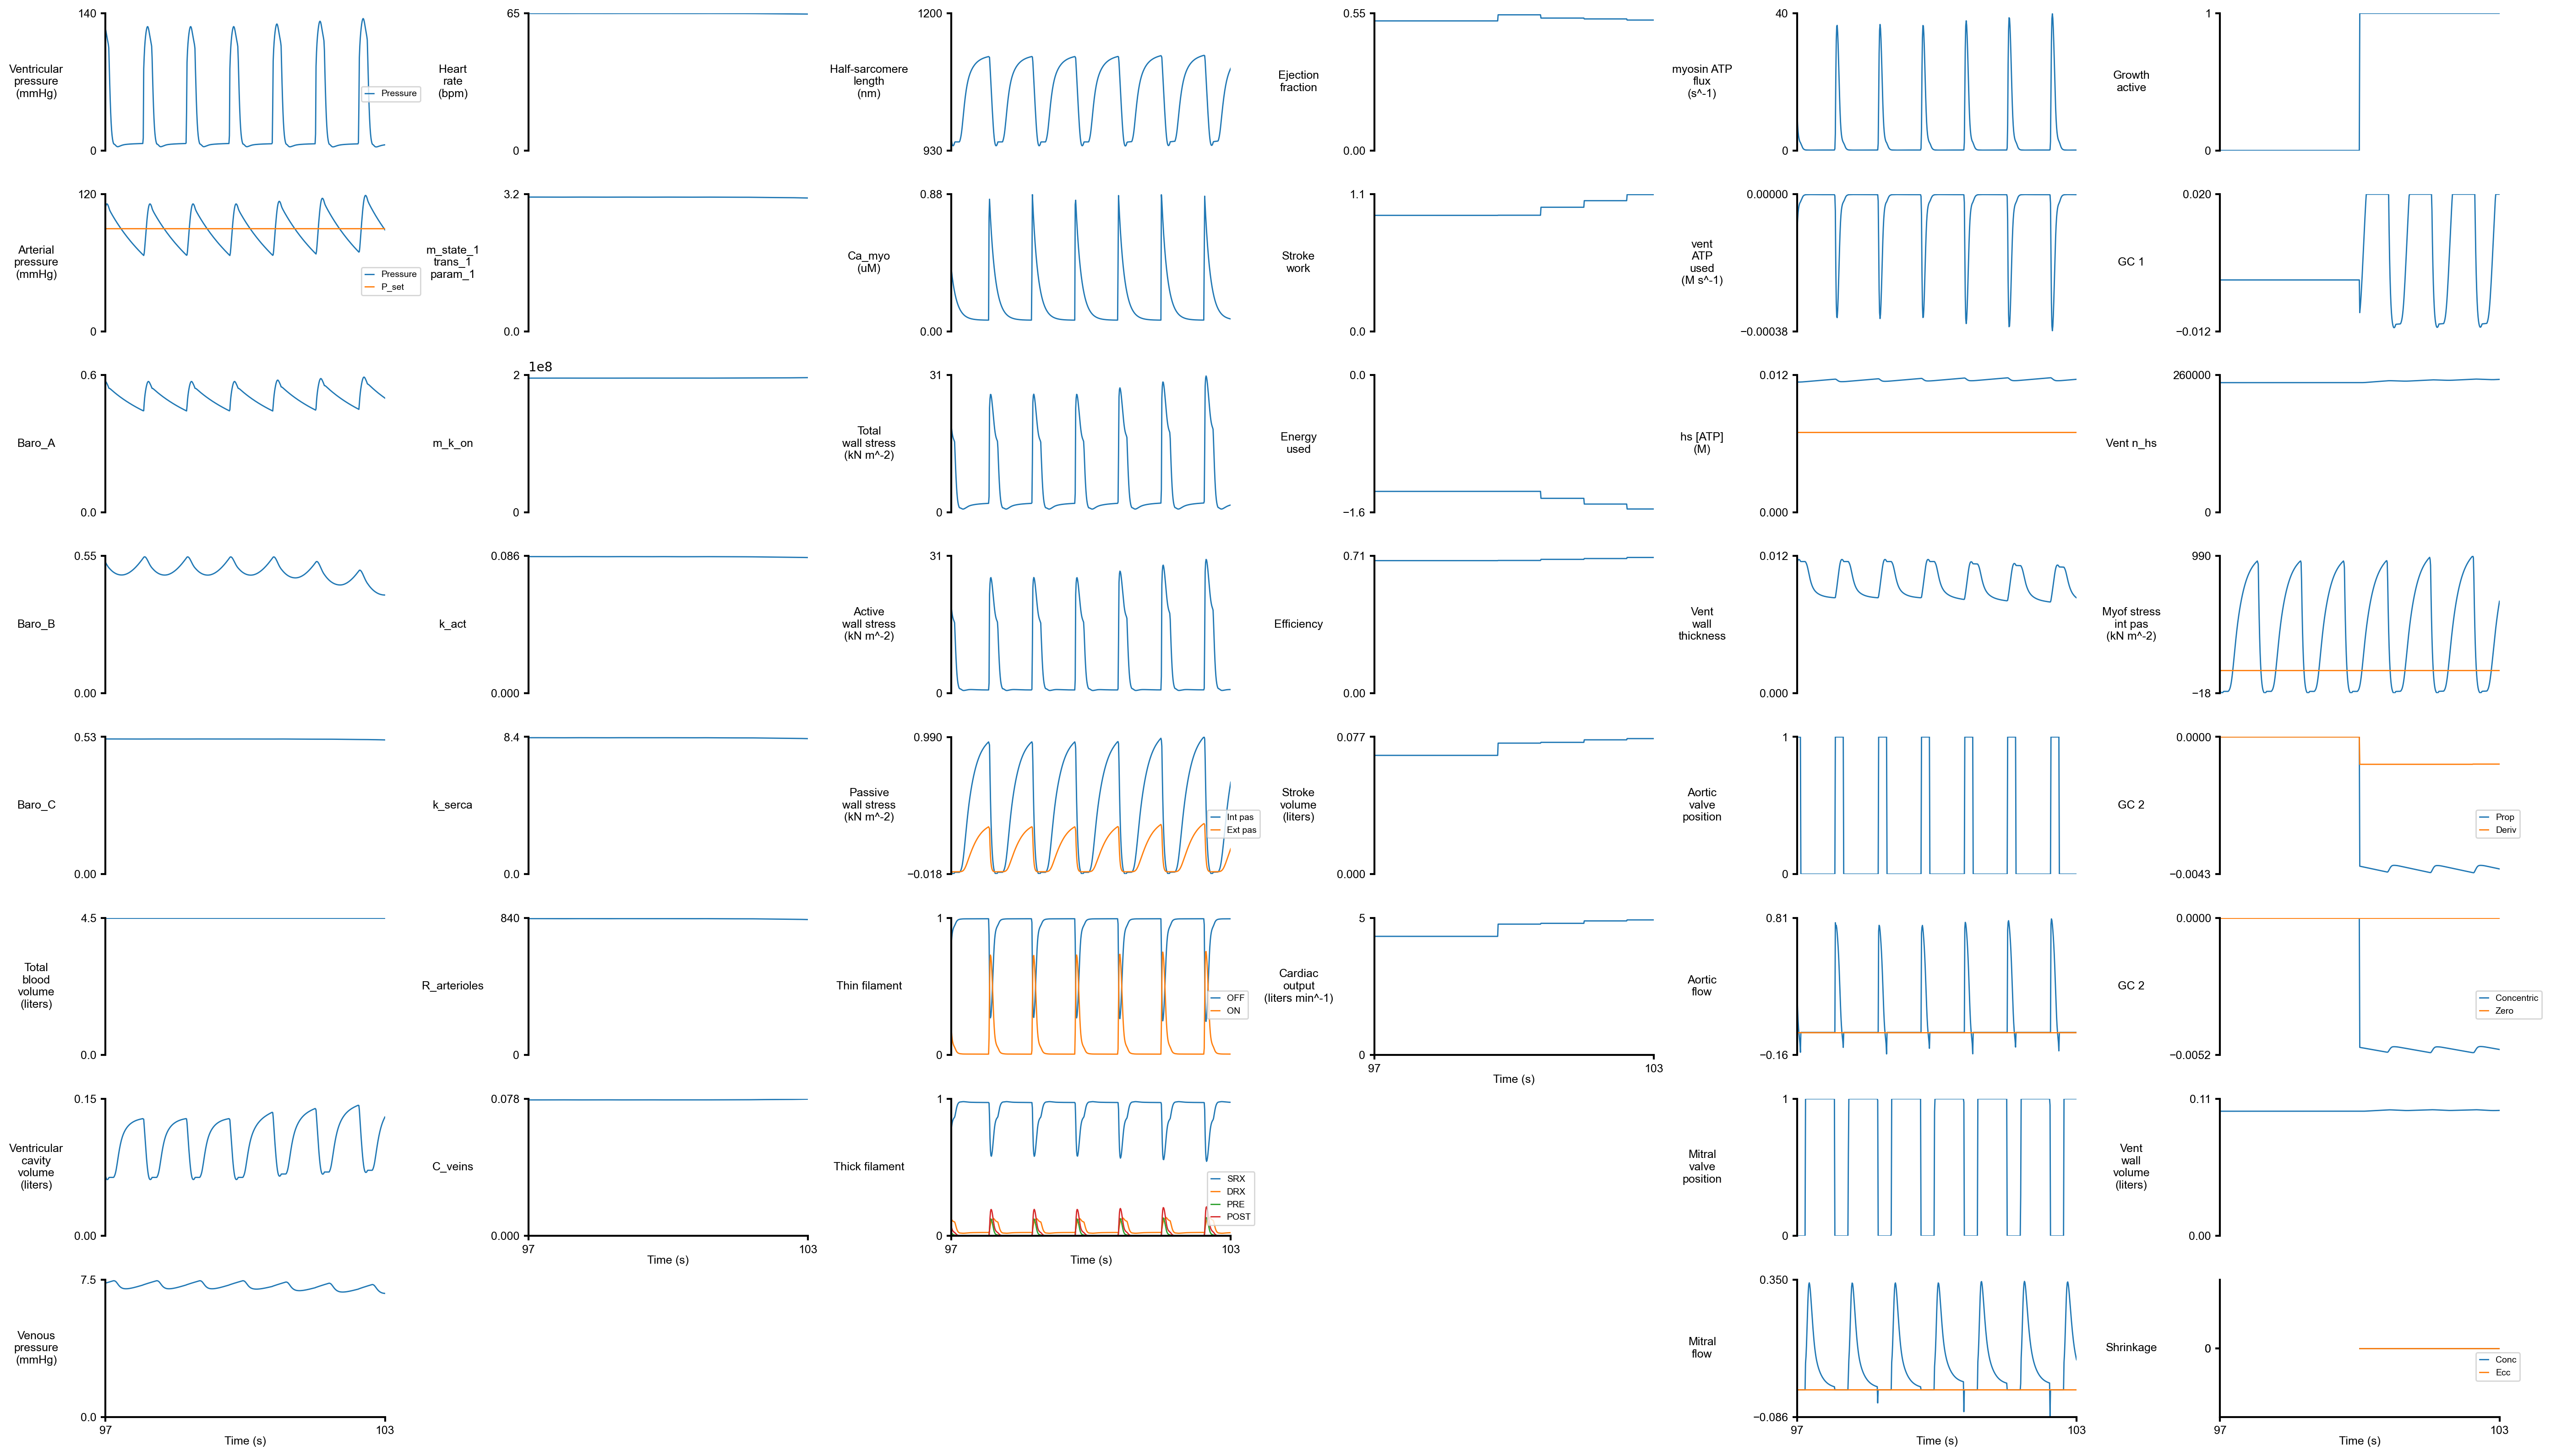 140
Ventricular
pressure
(mmHg)
0
Pressure
65
Heart
rate
(bpm)
0
1200
Half-sarcomere
length
(nm)
930
0.55
Ejection
fraction
0.00
40
myosin ATP
flux
(s^-1)
0
1
Growth
active
0
120
Arterial
pressure
(mmHg)
0
Pressure
P_set
3.2
m_state_1
trans_1
param_1
0.0
0.88
Ca_myo
(uM)
0.00
1.1
Stroke
work
0.0
0.00000
vent
ATP
used
(M s^-1)
−0.00038
0.020
GC 1
−0.012
0.6
Baro_A
0.0
1e8
2
m_k_on
0
31
Total
wall stress
(kN m^-2)
0
0.0
Energy
used
−1.6
0.012
hs [ATP]
(M)
0.000
260000
Vent n_hs
0
0.55
Baro_B
0.00
0.086
k_act
0.000
31
Active
wall stress
(kN m^-2)
0
0.71
Efficiency
0.00
0.012
Vent
wall
thickness
0.000
990
Myof stress
int pas
(kN m^-2)
−18
0.53
Baro_C
0.00
8.4
k_serca
0.0
0.990
Passive
wall stress
(kN m^-2)
−0.018
Int pas
Ext pas
0.077
Stroke
volume
(liters)
0.000
1
Aortic
valve
position
0
0.0000
GC 2
−0.0043
Prop
Deriv
4.5
Total
blood
volume
(liters)
0.0
840
R_arterioles
0
1
Thin filament
0
OFF
ON
5
Cardiac
output
(liters min^-1)
0
97
103
Time (s)
0.81
Aortic
flow
−0.16
0.0000
GC 2
−0.0052
Concentric
Zero
0.15
Ventricular
cavity
volume
(liters)
0.00
0.078
C_veins
0.000
97
103
Time (s)
1
Thick filament
0
SRX
DRX
PRE
POST
97
103
Time (s)
1
Mitral
valve
position
0
0.11
Vent
wall
volume
(liters)
0.00
7.5
Venous
pressure
(mmHg)
0.0
97
103
Time (s)
0.350
Mitral
flow
−0.086
97
103
Time (s)
Shrinkage
0
Conc
Ecc
97
103
Time (s)